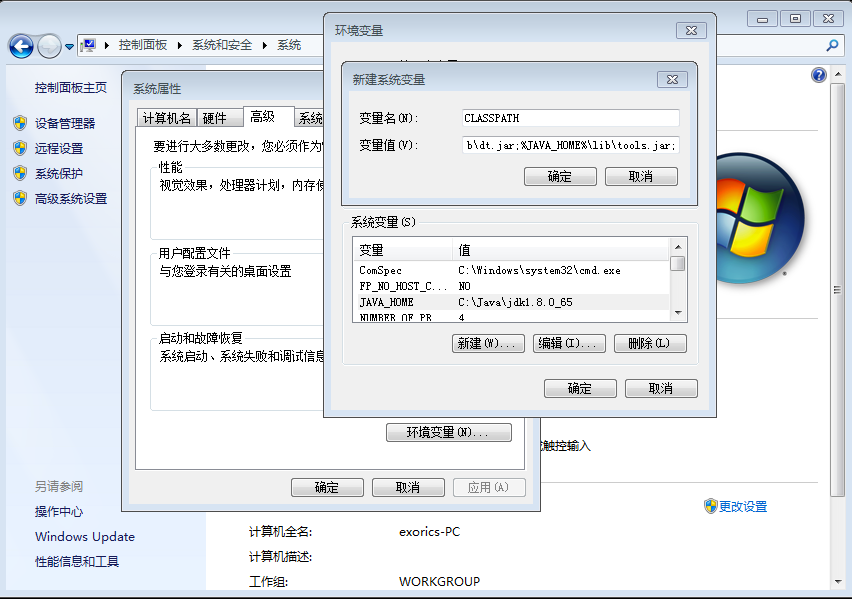 控制面板 系统和安全 系统
控制面板主页
设备管理器
远程设置
系统保护
高级系统设置
另请参阅
操作中心
Windows Update
性能信息和工具
系统属性
计算机名 硬件 高级 系统
要进行大多数更改，您必须作为
性能
视觉效果，处理器计划，内存使
用户配置文件
与您登录有关的桌面设置
启动和故障恢复
系统启动、系统失败和调试信息
环境变量(N)...
确定 取消 应用(A)
环境变量
新建系统变量
变量名(N): CLASSPATH
变量值(V): b\dt.jar;%JAVA_HOME%\lib\tools.jar;
确定 取消
系统变量(S)
变量 值
ComSpec C:\Windows\system32\cmd.exe
FP_NO_HOST_C... NO
JAVA_HOME C:\Java\jdk1.8.0_65
NUMBER_OF_PR 4
新建(W)... 编辑(I)... 删除(L)
确定 取消
触控输入
更改设置
计算机全名: exorics-PC
计算机描述:
工作组: WORKGROUP